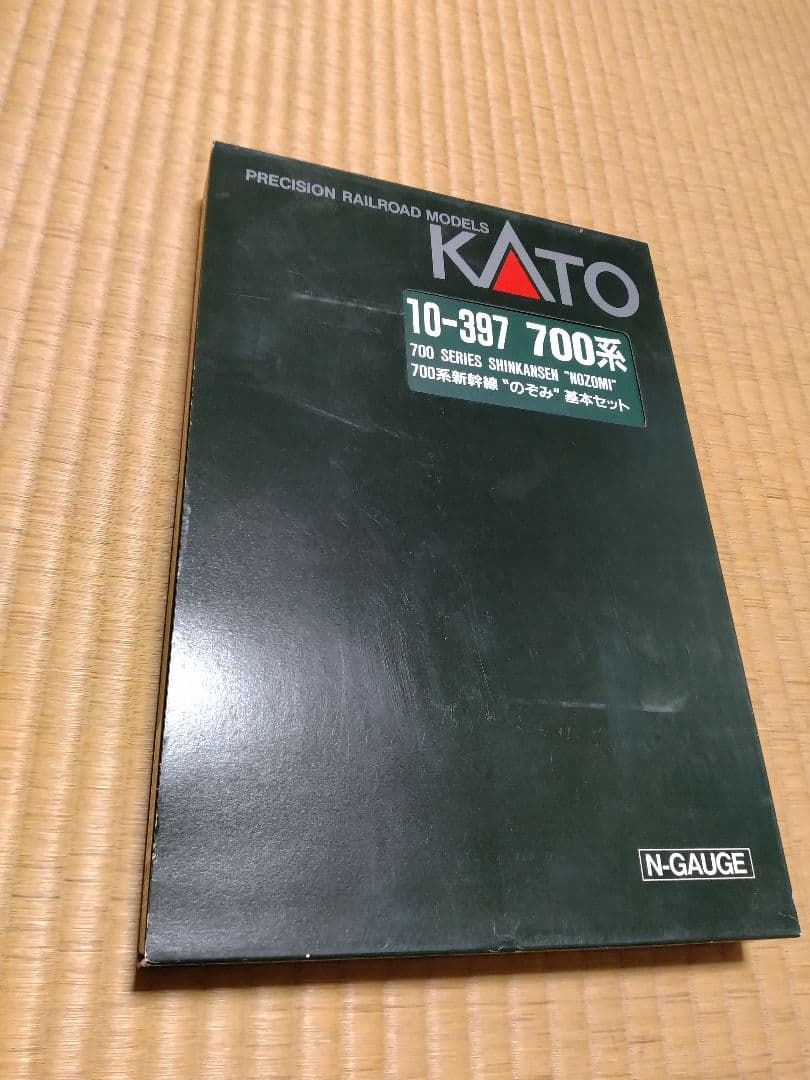 PRECISION RAILROAD MODELS
KATO
10-397 700系
700 SERIES SHINKANSEN "NOZOMI"
700系新幹線 "のぞみ" 基本セット
N-GAUGE